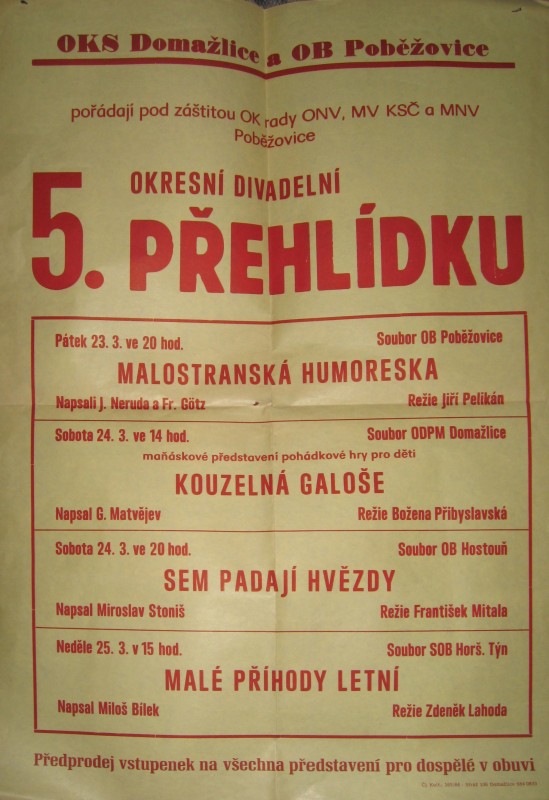 OKS Domažlice a OB Poběžovice
pořádají pod záštitou OK rady ONV, MV KSČ a MNV
Poběžovice
OKRESNÍ DIVADELNÍ
5. PŘEHLÍDKU
Pátek 23. 3. ve 20 hod. Soubor OB Poběžovice
MALOSTRANSKÁ HUMORESKA
Napsali J. Neruda a Fr. Götz Režie Jiří Pelikán
Sobota 24. 3. ve 14 hod. Soubor ODPM Domažlice
maňáskové představení pohádkové hry pro děti
KOUZELNÁ GALOŠE
Napsal G. Matvějev Režie Božena Přibyslavská
Sobota 24. 3. ve 20 hod. Soubor OB Hostouň
SEM PADAJÍ HVĚZDY
Napsal Miroslav Stoniš Režie František Mitala
Neděle 25. 3. v 15 hod. Soubor SOB Horš. Týn
MALÉ PŘÍHODY LETNÍ
Napsal Miloš Bílek Režie Zdeněk Lahoda
Předprodej vstupenek na všechna představení pro dospělé v obuvi